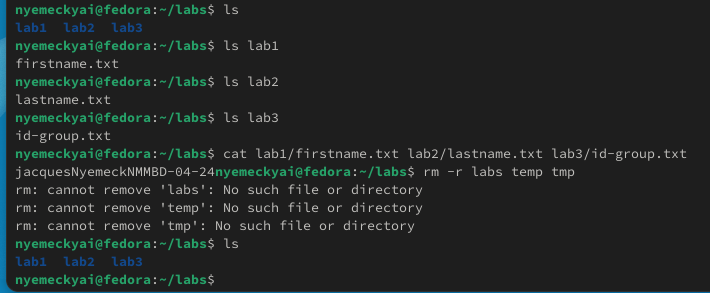 nyemeckyai@fedora:~/labs$ ls
lab1 lab2 lab3
nyemeckyai@fedora:~/labs$ ls lab1
firstname.txt
nyemeckyai@fedora:~/labs$ ls lab2
lastname.txt
nyemeckyai@fedora:~/labs$ ls lab3
id-group.txt
nyemeckyai@fedora:~/labs$ cat lab1/firstname.txt lab2/lastname.txt lab3/id-group.txt
jacquesNyemeckNMMBD-04-24nyemeckyai@fedora:~/labs$ rm -r labs temp tmp
rm: cannot remove 'labs': No such file or directory
rm: cannot remove 'temp': No such file or directory
rm: cannot remove 'tmp': No such file or directory
nyemeckyai@fedora:~/labs$ ls
lab1 lab2 lab3
nyemeckyai@fedora:~/labs$